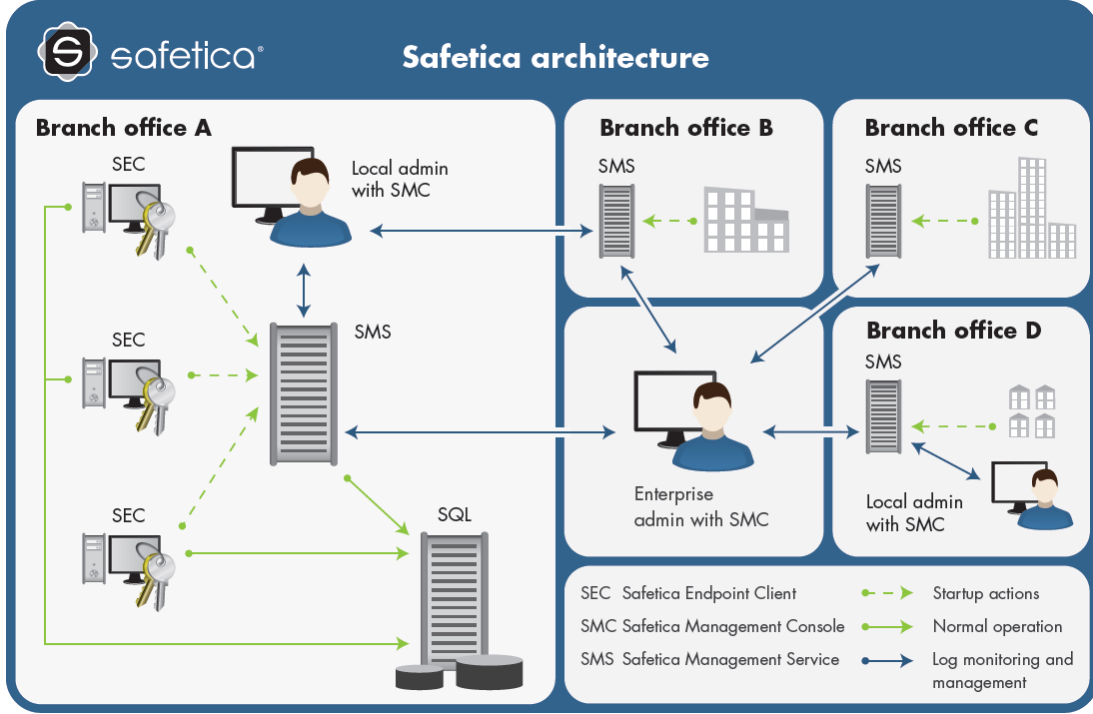 safetica®
Safetica architecture
Branch office A
SEC
Local admin
with SMC
SEC
SMS
SEC
SQL
Branch office B
SMS
Branch office C
SMS
Enterprise
admin with SMC
Branch office D
SMS
Local admin
with SMC
SEC Safetica Endpoint Client
Startup actions
SMC Safetica Management Console
Normal operation
SMS Safetica Management Service
Log monitoring and
management